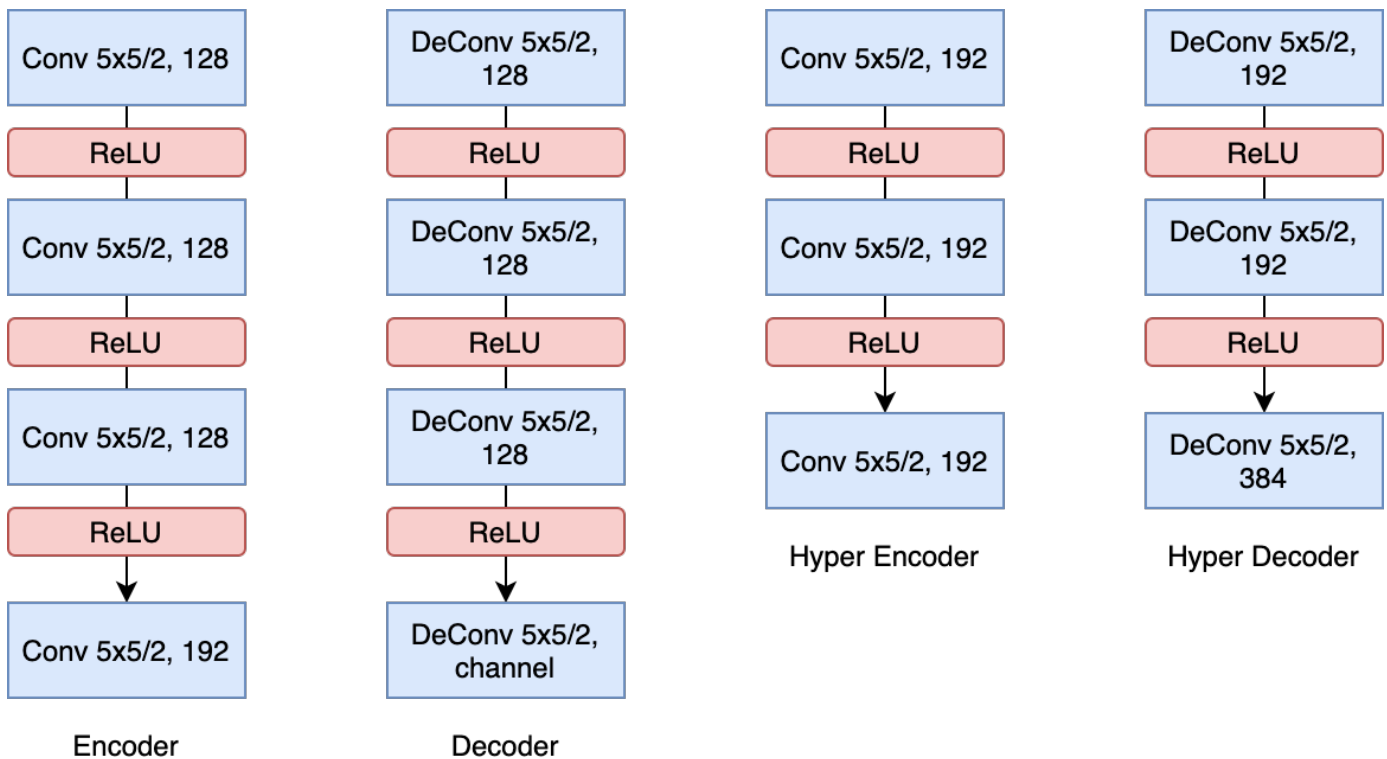 Conv 5x5/2, 128
ReLU
Conv 5x5/2, 128
ReLU
Conv 5x5/2, 128
ReLU
Conv 5x5/2, 192
Encoder
DeConv 5x5/2,
128
ReLU
DeConv 5x5/2,
128
ReLU
DeConv 5x5/2,
128
ReLU
DeConv 5x5/2,
channel
Decoder
Conv 5x5/2, 192
ReLU
Conv 5x5/2, 192
ReLU
Conv 5x5/2, 192
Hyper Encoder
DeConv 5x5/2,
192
ReLU
DeConv 5x5/2,
192
ReLU
DeConv 5x5/2,
384
Hyper Decoder